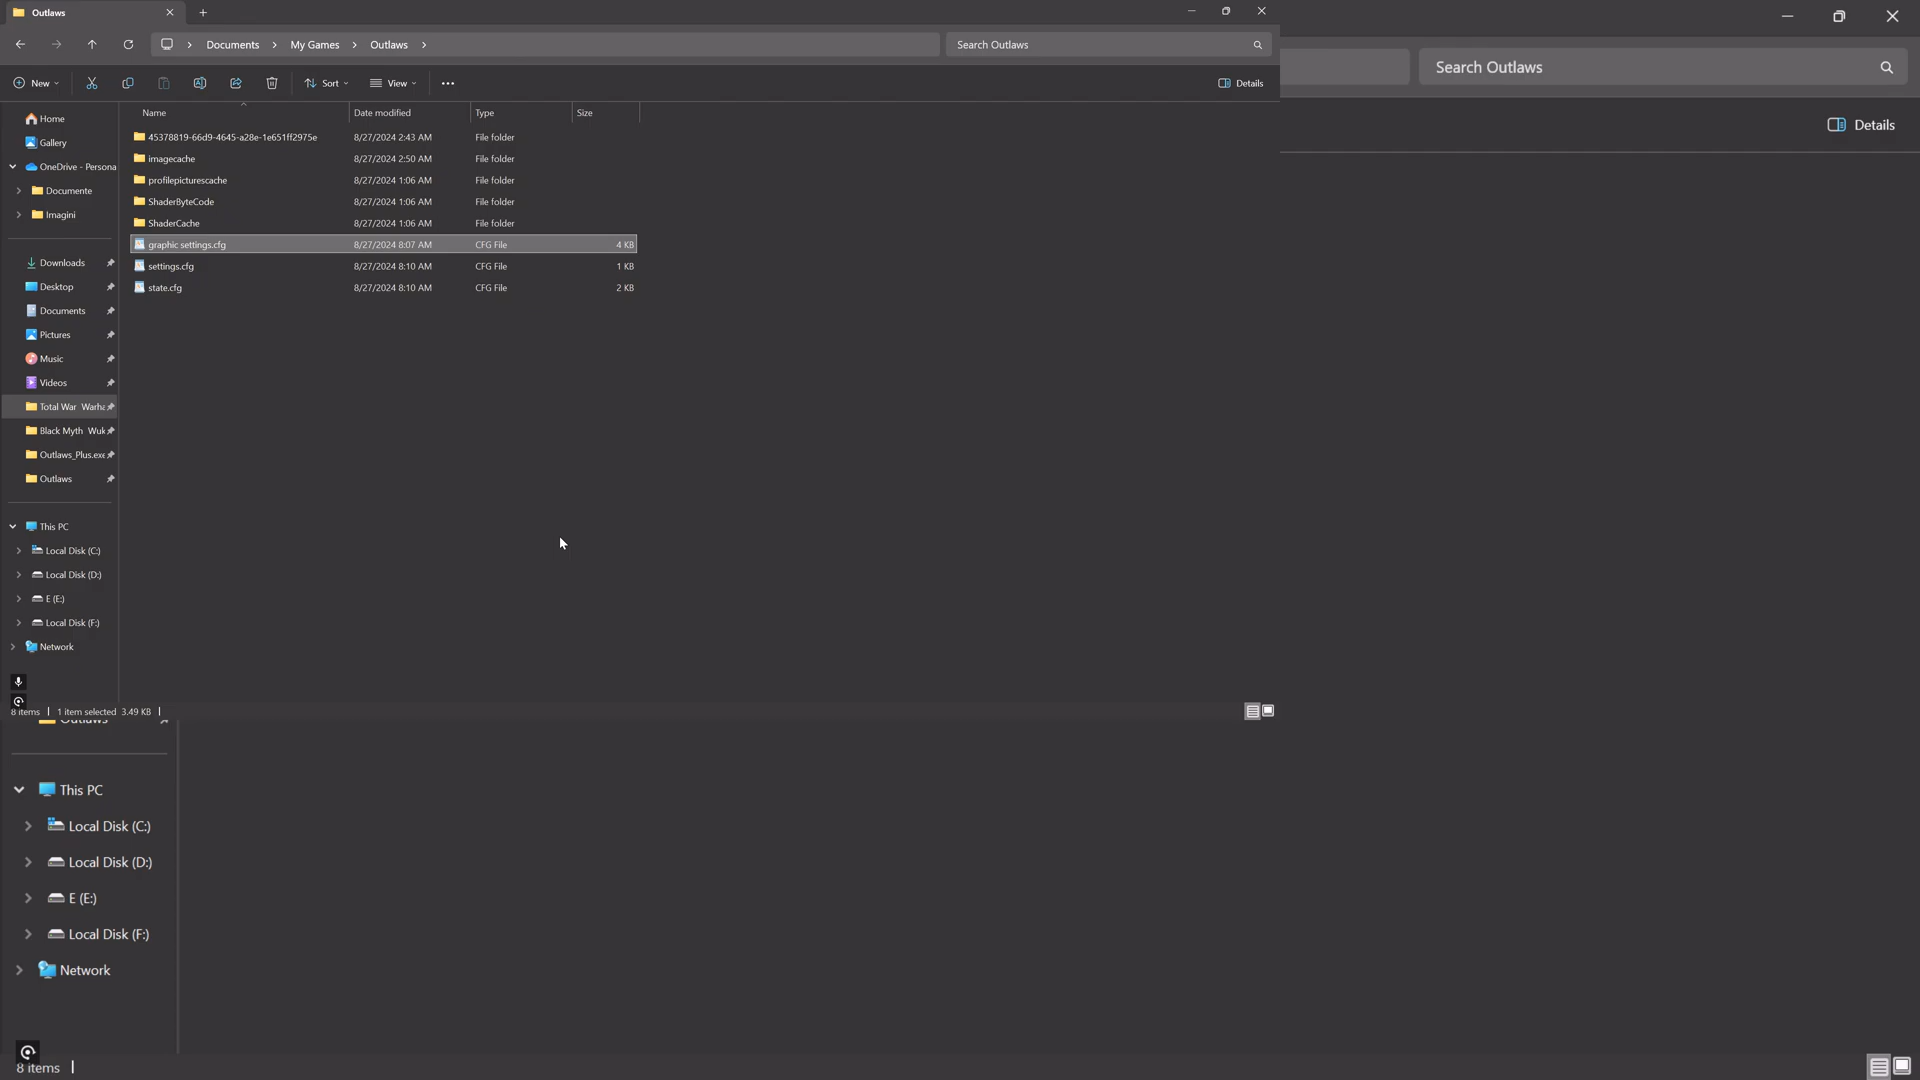 Outlaws
Documents > My Games > Outlaws >
Search Outlaws
Search Outlaws
New
Sort
View
Details
Details
Name Date modified Type Size
45378819-66d9-4645-a28e-1e651ff2975e 8/27/2024 2:43 AM File folder
imagecache 8/27/2024 2:50 AM File folder
profilepicturescache 8/27/2024 1:06 AM File folder
ShaderByteCode 8/27/2024 1:06 AM File folder
ShaderCache 8/27/2024 1:06 AM File folder
graphic settings.cfg 8/27/2024 8:07 AM CFG File 4 KB
settings.cfg 8/27/2024 8:10 AM CFG File 1 KB
state.cfg 8/27/2024 8:10 AM CFG File 2 KB
Home
Gallery
OneDrive - Persona
Documente
Imagini
Downloads
Desktop
Documents
Pictures
Music
Videos
Total War Warha
Black Myth Wuk
Outlaws_Plus.exe
Outlaws
This PC
Local Disk (C:)
Local Disk (D:)
E (E:)
Local Disk (F:)
Network
8 items 1 item selected 3.49 KB
Outlaws
This PC
Local Disk (C:)
Local Disk (D:)
E (E:)
Local Disk (F:)
Network
8 items